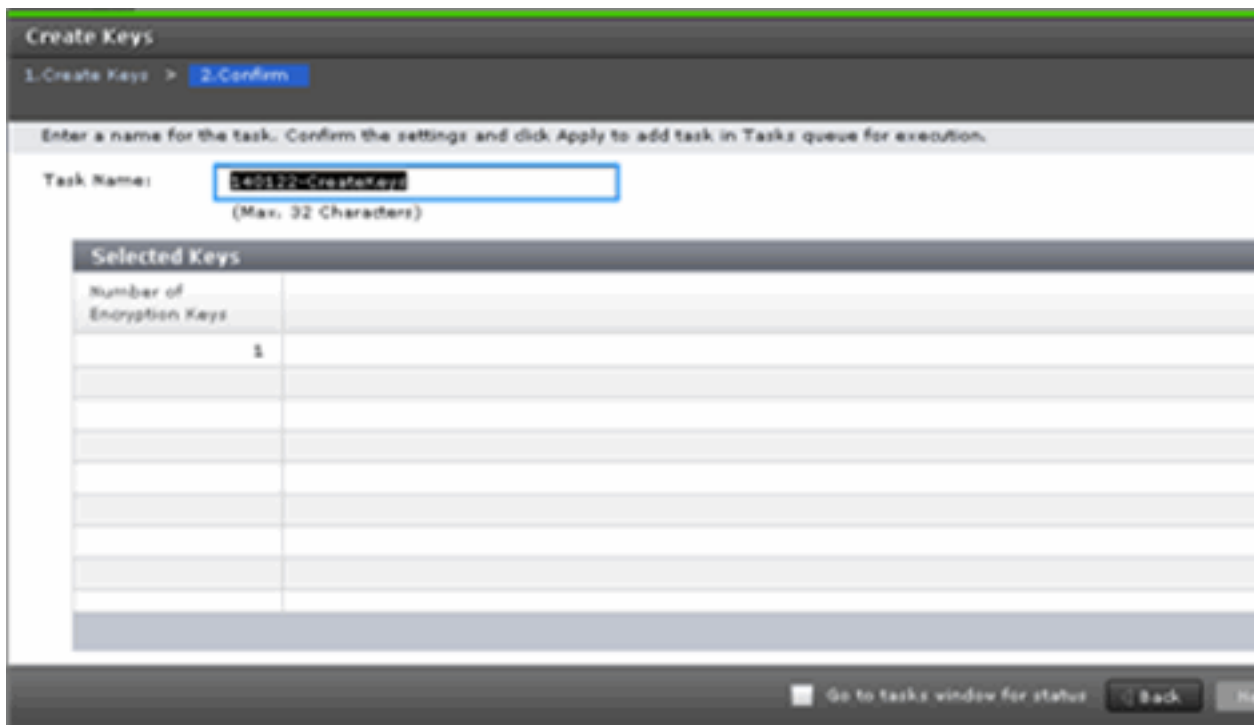 Create Keys
1.Create Keys > 2.Confirm
Enter a name for the task. Confirm the settings and click Apply to add task in Tasks queue for execution.
Task Name: 140122-CreateKeys
(Max. 32 Characters)
Selected Keys
Number of
Encryption Keys
1
Go to tasks window for status Back